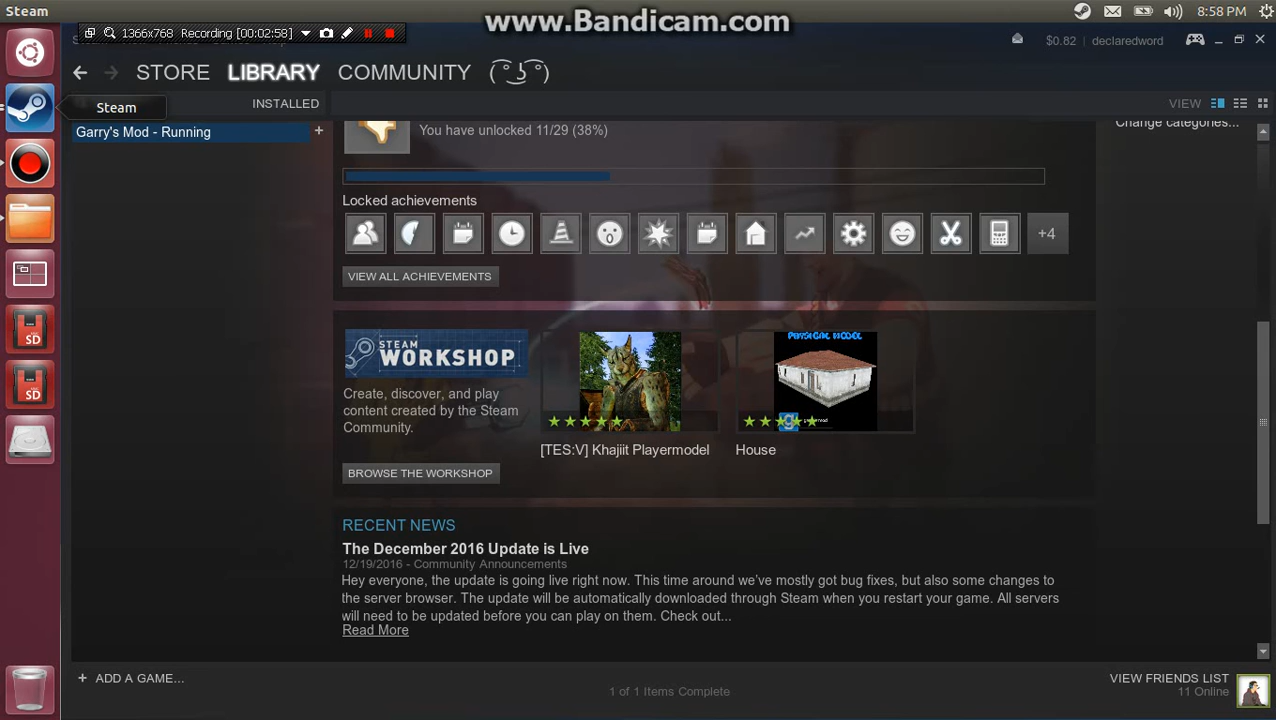 Steam
www.Bandicam.com
8:58 PM
1366x768 Recording [00:02:58]
$0.82 declaredword
STORE LIBRARY COMMUNITY ( ͡° ͜ʖ ͡°)
Steam
INSTALLED
VIEW
Garry's Mod - Running
+
Change categories...
You have unlocked 11/29 (38%)
Locked achievements
+4
VIEW ALL ACHIEVEMENTS
STEAM
WORKSHOP
PHYSICAL MODEL
Create, discover, and play
content created by the Steam
Community.
[TES:V] Khajiit Playermodel
House
BROWSE THE WORKSHOP
SD
SD
RECENT NEWS
The December 2016 Update is Live
12/19/2016 - Community Announcements
Hey everyone, the update is going live right now. This time around we've mostly got bug fixes, but also some changes to
the server browser. The update will be automatically downloaded through Steam when you restart your game. All servers
will need to be updated before you can play on them. Check out...
Read More
+ ADD A GAME...
1 of 1 Items Complete
VIEW FRIENDS LIST
11 Online